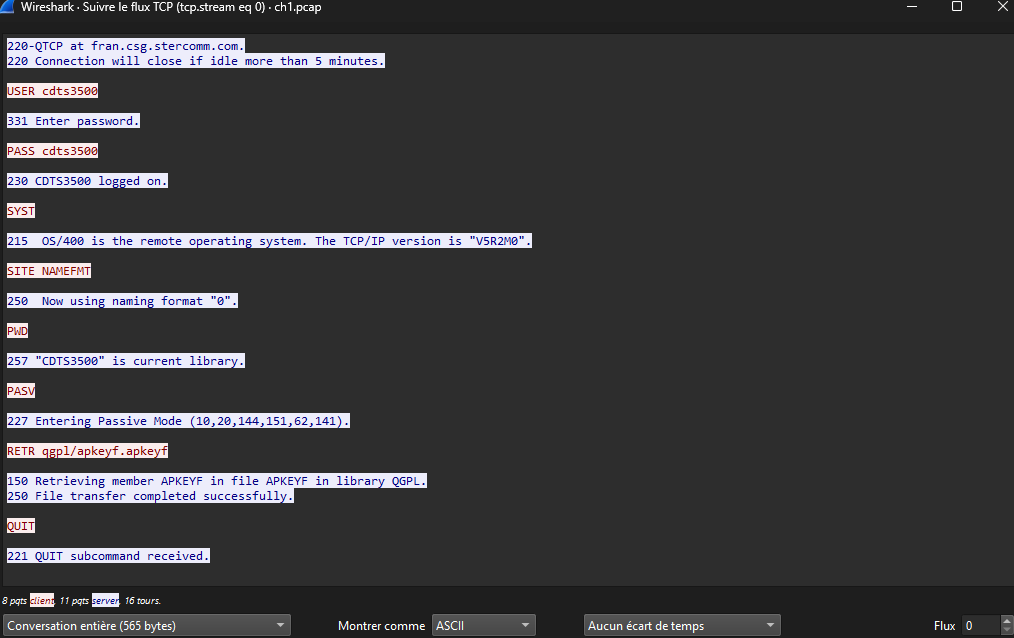 Wireshark · Suivre le flux TCP (tcp.stream eq 0) · ch1.pcap
220-QTCP at fran.csg.stercomm.com.
220 Connection will close if idle more than 5 minutes.
USER cdts3500
331 Enter password.
PASS cdts3500
230 CDTS3500 logged on.
SYST
215  OS/400 is the remote operating system. The TCP/IP version is "V5R2M0".
SITE NAMEFMT
250  Now using naming format "0".
PWD
257 "CDTS3500" is current library.
PASV
227 Entering Passive Mode (10,20,144,151,62,141).
RETR qgpl/apkeyf.apkeyf
150 Retrieving member APKEYF in file APKEYF in library QGPL.
250 File transfer completed successfully.
QUIT
221 QUIT subcommand received.
8 pqts client, 11 pqts server, 16 tours.
Conversation entière (565 bytes) Montrer comme ASCII Aucun écart de temps Flux 0